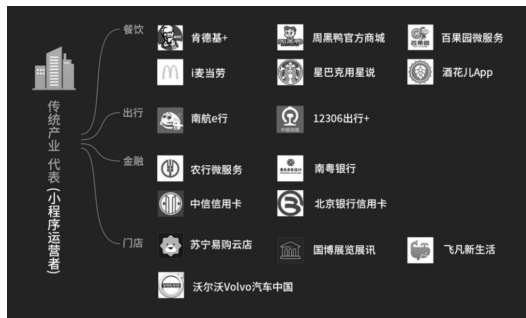 餐饮
肯德基+
周黑鸭官方商城
百果园微服务
i麦当劳
星巴克用星说
酒花儿App
出行
南航e行
12306出行+
金融
农行微服务
南粤银行
中信信用卡
北京银行信用卡
门店
苏宁易购云店
国博展览展讯
飞凡新生活
沃尔沃Volvo汽车中国
传统产业 代表(小程序运营者)